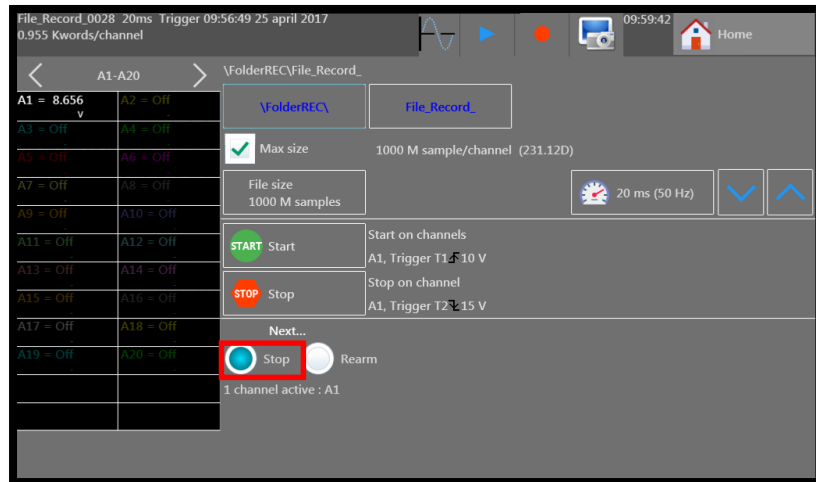 File_Record_0028 20ms Trigger 09:56:49 25 april 2017
0.955 Kwords/channel
09:59:42
Home
A1-A20
\FolderREC\File_Record_
A1 = 8.656
V
A2 = Off
A3 = Off
A4 = Off
A5 = Off
A6 = Off
A7 = Off
A8 = Off
A9 = Off
A10 = Off
A11 = Off
A12 = Off
A13 = Off
A14 = Off
A15 = Off
A16 = Off
A17 = Off
A18 = Off
A19 = Off
A20 = Off
\FolderREC\
File_Record_
Max size
1000 M sample/channel (231.12D)
File size
1000 M samples
20 ms (50 Hz)
START Start
Start on channels
A1, Trigger T1 10 V
STOP Stop
Stop on channel
A1, Trigger T2 15 V
Next...
Stop
Rearm
1 channel active : A1